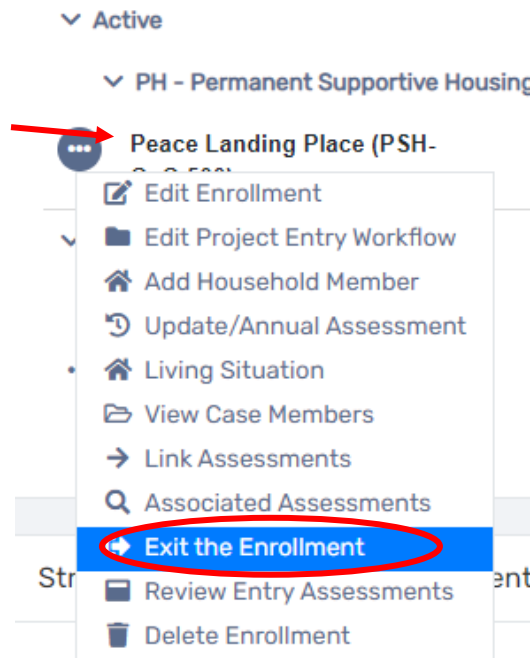 Active
PH - Permanent Supportive Housing
Peace Landing Place (PSH-
Edit Enrollment
Edit Project Entry Workflow
Add Household Member
Update/Annual Assessment
Living Situation
View Case Members
Link Assessments
Associated Assessments
Exit the Enrollment
Str ent
Review Entry Assessments
Delete Enrollment